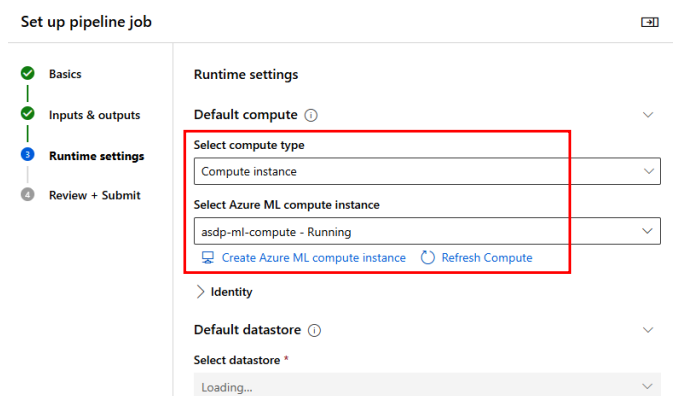 Set up pipeline job
Basics
Inputs & outputs
3 Runtime settings
4 Review + Submit
Runtime settings
Default compute
Select compute type
Compute instance
Select Azure ML compute instance
asdp-ml-compute - Running
Create Azure ML compute instance Refresh Compute
Identity
Default datastore
Select datastore *
Loading...